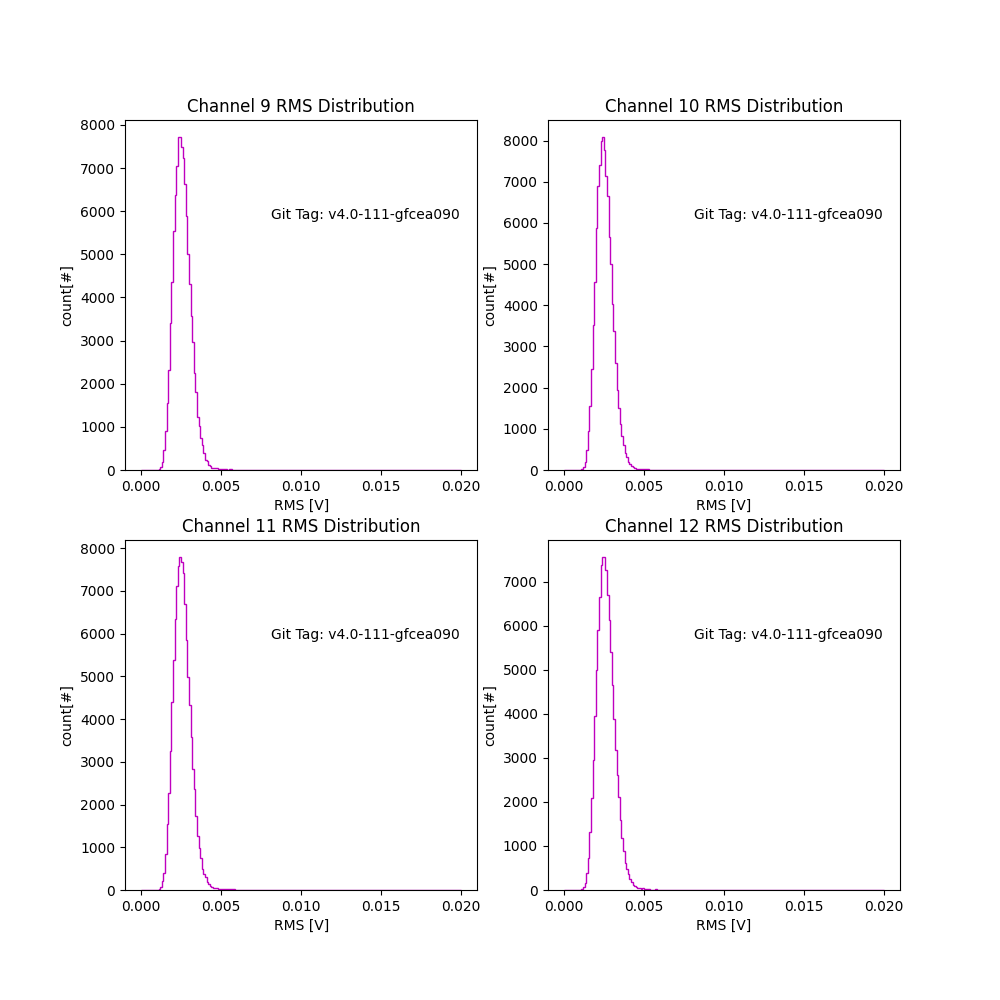 Channel 9 RMS Distribution
8000
7000
6000
5000
4000
3000
2000
1000
0
count[#]
Git Tag: v4.0-111-gfcea090
0.000 0.005 0.010 0.015 0.020
RMS [V]
Channel 10 RMS Distribution
8000
7000
6000
5000
4000
3000
2000
1000
0
count[#]
Git Tag: v4.0-111-gfcea090
0.000 0.005 0.010 0.015 0.020
RMS [V]
Channel 11 RMS Distribution
8000
7000
6000
5000
4000
3000
2000
1000
0
count[#]
Git Tag: v4.0-111-gfcea090
0.000 0.005 0.010 0.015 0.020
RMS [V]
Channel 12 RMS Distribution
7000
6000
5000
4000
3000
2000
1000
0
count[#]
Git Tag: v4.0-111-gfcea090
0.000 0.005 0.010 0.015 0.020
RMS [V]